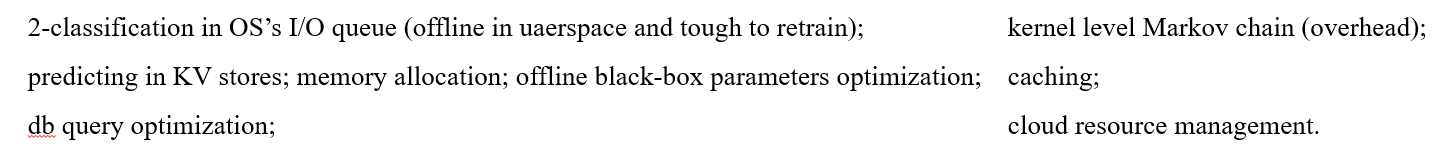 2-classification in OS’s I/O queue (offline in uaerspace and tough to retrain); kernel level Markov chain (overhead);
predicting in KV stores; memory allocation; offline black-box parameters optimization; caching;
db query optimization; cloud resource management.